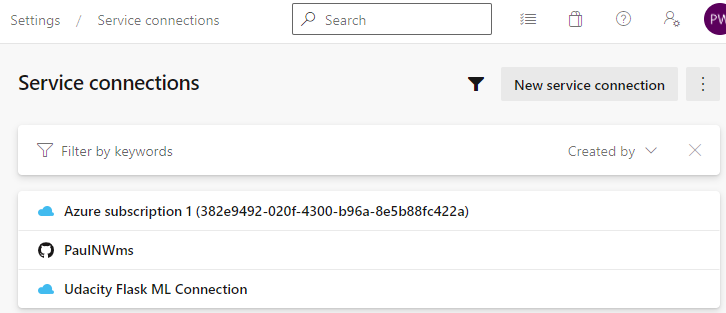 Settings / Service connections
Search
PW
Service connections
New service connection
Filter by keywords
Created by
Azure subscription 1 (382e9492-020f-4300-b96a-8e5b88fc422a)
PaulNWms
Udacity Flask ML Connection